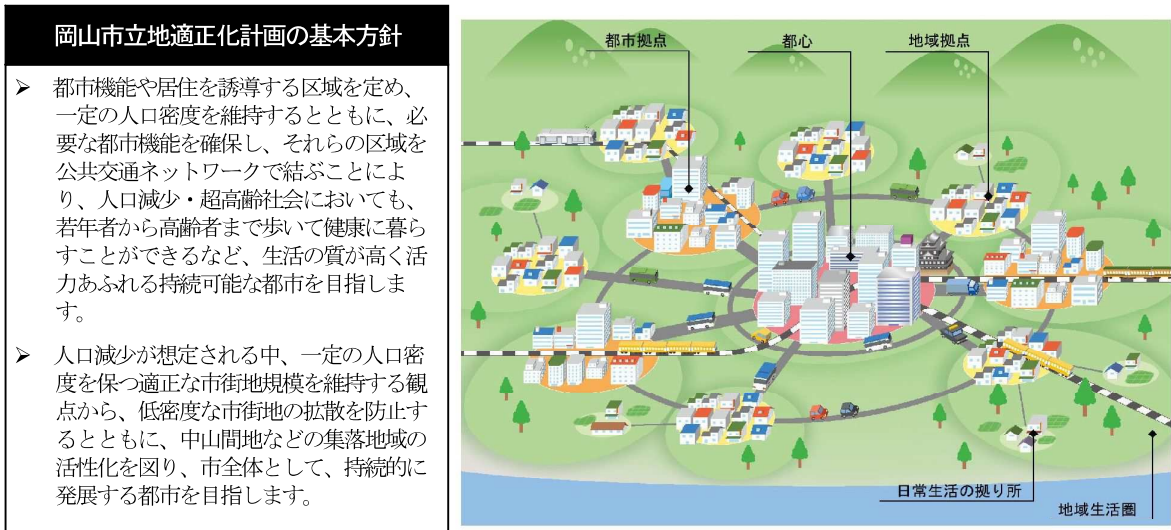 岡山市立地適正化計画の基本方針
➢ 都市機能や居住を誘導する区域を定め、
一定の人口密度を維持するとともに、必
要な都市機能を確保し、それらの区域を
公共交通ネットワークで結ぶことによ
り、人口減少・超高齢社会においても、
若年者から高齢者まで歩いて健康に暮ら
すことができるなど、生活の質が高く活
力あふれる持続可能な都市を目指しま
す。
➢ 人口減少が想定される中、一定の人口密
度を保つ適正な市街地規模を維持する観
点から、低密度な市街地の拡散を防止す
るとともに、中山間地などの集落地域の
活性化を図り、市全体として、持続的に
発展する都市を目指します。
都市拠点
都心
地域拠点
日常生活の拠り所
地域生活圏